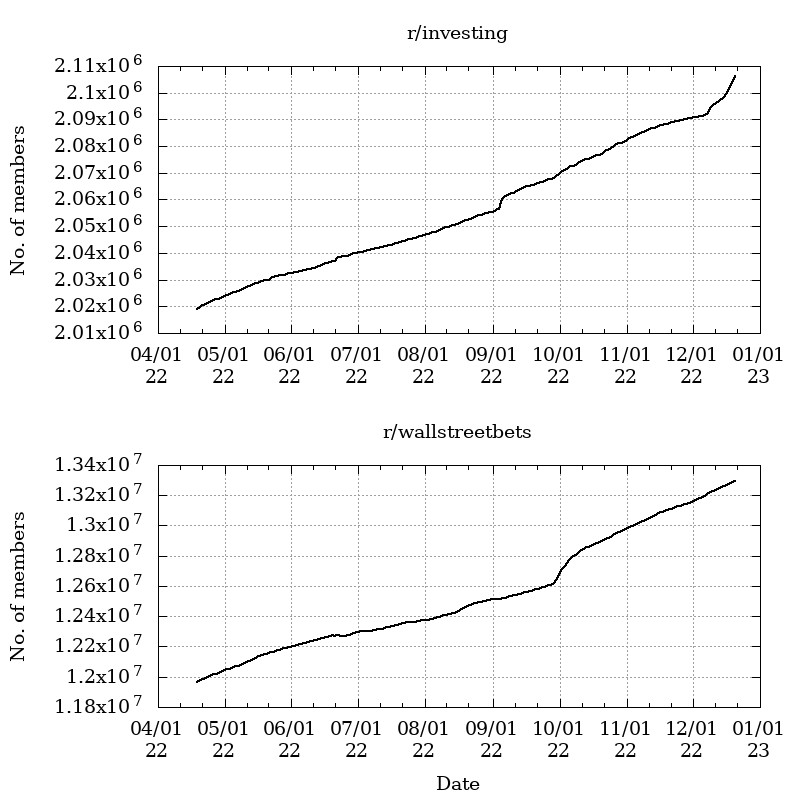 r/investing
No. of members
2.11x10^6
2.1x10^6
2.09x10^6
2.08x10^6
2.07x10^6
2.06x10^6
2.05x10^6
2.04x10^6
2.03x10^6
2.02x10^6
2.01x10^6
04/01 05/01 06/01 07/01 08/01 09/01 10/01 11/01 12/01 01/01
22 22 22 22 22 22 22 22 22 23
r/wallstreetbets
No. of members
1.34x10^7
1.32x10^7
1.3x10^7
1.28x10^7
1.26x10^7
1.24x10^7
1.22x10^7
1.2x10^7
1.18x10^7
04/01 05/01 06/01 07/01 08/01 09/01 10/01 11/01 12/01 01/01
22 22 22 22 22 22 22 22 22 23
Date